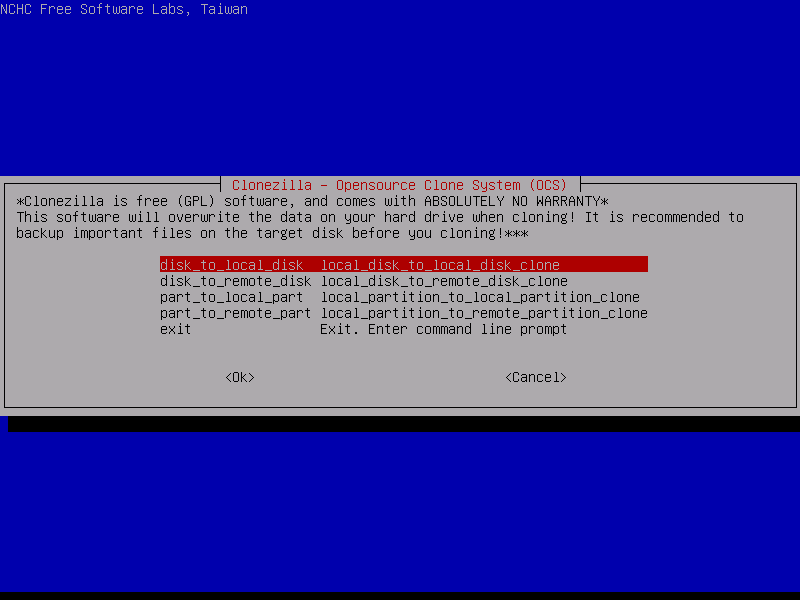 NCHC Free Software Labs, Taiwan
Clonezilla - Opensource Clone System (OCS)
*Clonezilla is free (GPL) software, and comes with ABSOLUTELY NO WARRANTY*
This software will overwrite the data on your hard drive when cloning! It is recommended to
backup important files on the target disk before you cloning!***
disk_to_local_disk local_disk_to_local_disk_clone
disk_to_remote_disk local_disk_to_remote_disk_clone
part_to_local_part local_partition_to_local_partition_clone
part_to_remote_part local_partition_to_remote_partition_clone
exit Exit. Enter command line prompt
<Ok> <Cancel>